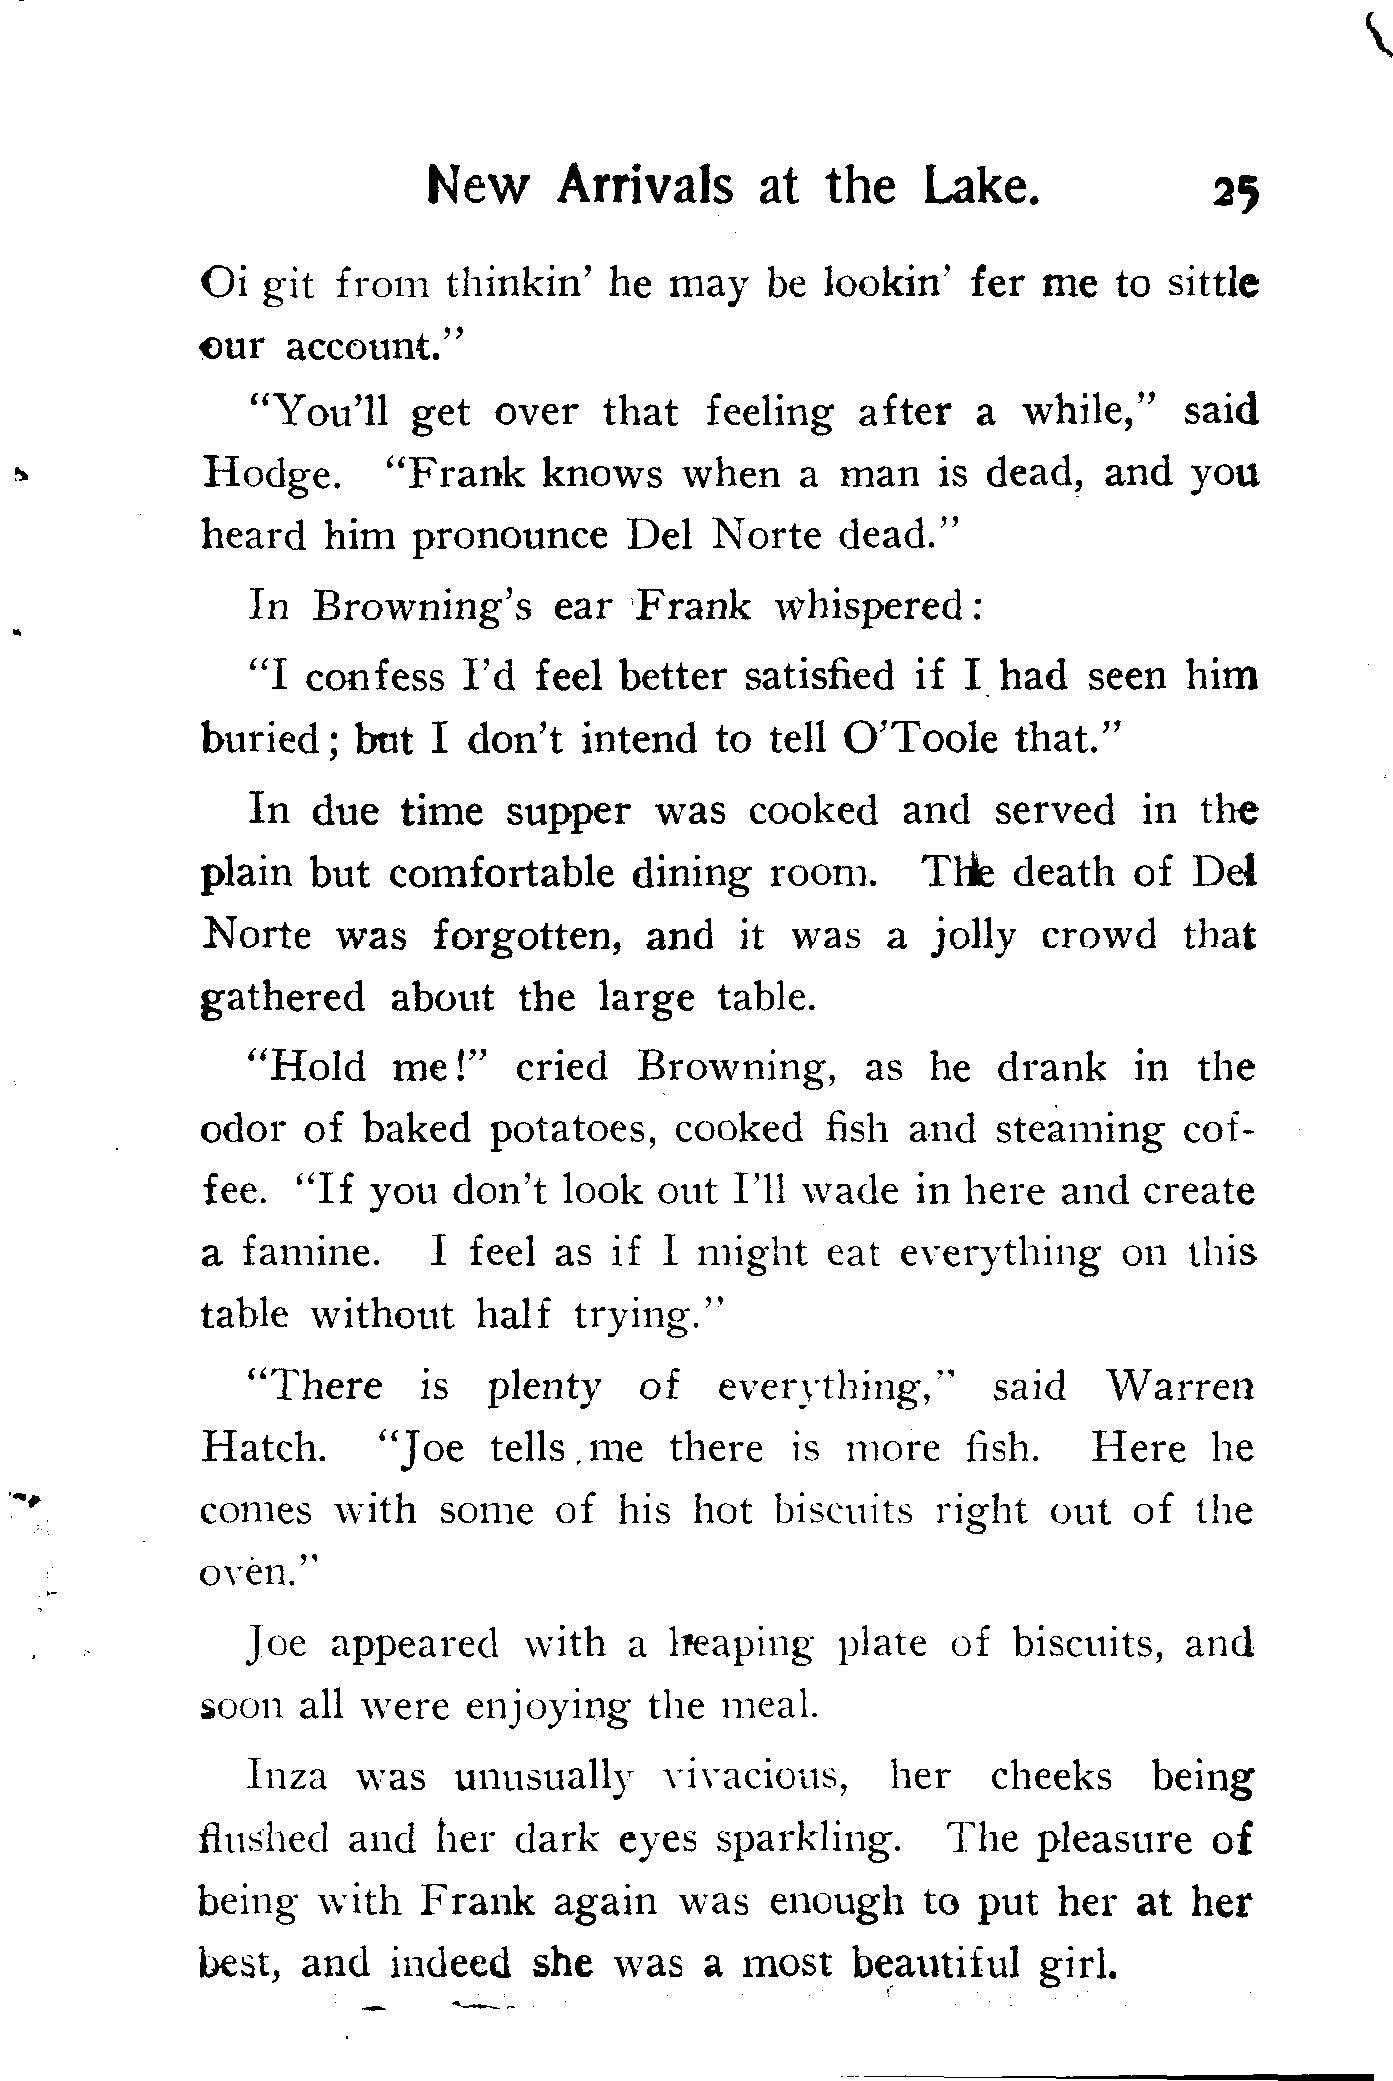 New Arrivals at the Lake. 25
Oi git from thinkin' he may be lookin' fer me to sittle
our account."
"You'll get over that feeling after a while," said
Hodge. "Frank knows when a man is dead, and you
heard him pronounce Del Norte dead."
In Browning's ear Frank whispered:
"I confess I'd feel better satisfied if I had seen him
buried; but I don't intend to tell O'Toole that."
In due time supper was cooked and served in the
plain but comfortable dining room. The death of Del
Norte was forgotten, and it was a jolly crowd that
gathered about the large table.
"Hold me!" cried Browning, as he drank in the
odor of baked potatoes, cooked fish and steaming cof-
fee. "If you don't look out I'll wade in here and create
a famine. I feel as if I might eat everything on this
table without half trying."
"There is plenty of everything," said Warren
Hatch. "Joe tells me there is more fish. Here he
comes with some of his hot biscuits right out of the
oven."
Joe appeared with a heaping plate of biscuits, and
soon all were enjoying the meal.
Inza was unusually vivacious, her cheeks being
flushed and her dark eyes sparkling. The pleasure of
being with Frank again was enough to put her at her
best, and indeed she was a most beautiful girl.